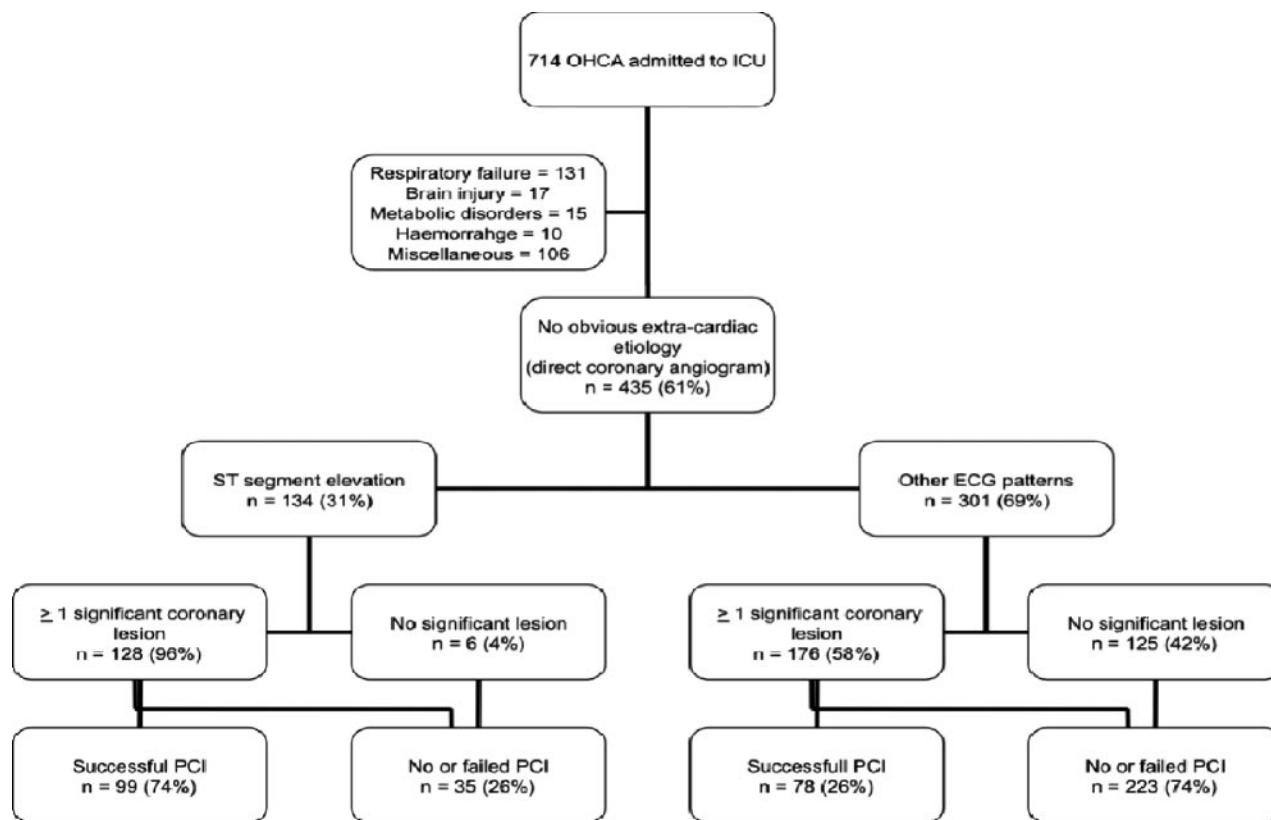 714 OHCA admitted to ICU
Respiratory failure = 131
Brain injury = 17
Metabolic disorders = 15
Haemorrahge = 10
Miscellaneous = 106
No obvious extra-cardiac
etiology
(direct coronary angiogram)
n = 435 (61%)
ST segment elevation
n = 134 (31%)
Other ECG patterns
n = 301 (69%)
≥ 1 significant coronary
lesion
n = 128 (96%)
No significant lesion
n = 6 (4%)
≥ 1 significant coronary
lesion
n = 176 (58%)
No significant lesion
n = 125 (42%)
Successful PCI
n = 99 (74%)
No or failed PCI
n = 35 (26%)
Successfull PCI
n = 78 (26%)
No or failed PCI
n = 223 (74%)